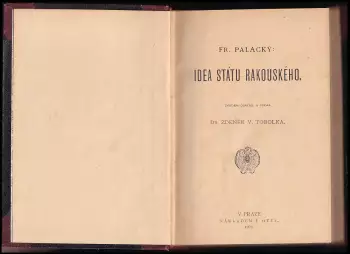 FR. PALACKÝ:
IDEA STÁTU RAKOUSKÉHO.
DR. ZDENĚK V. TOBOLKA.
V PRAZE
NÁKLADEM J. OTTY.